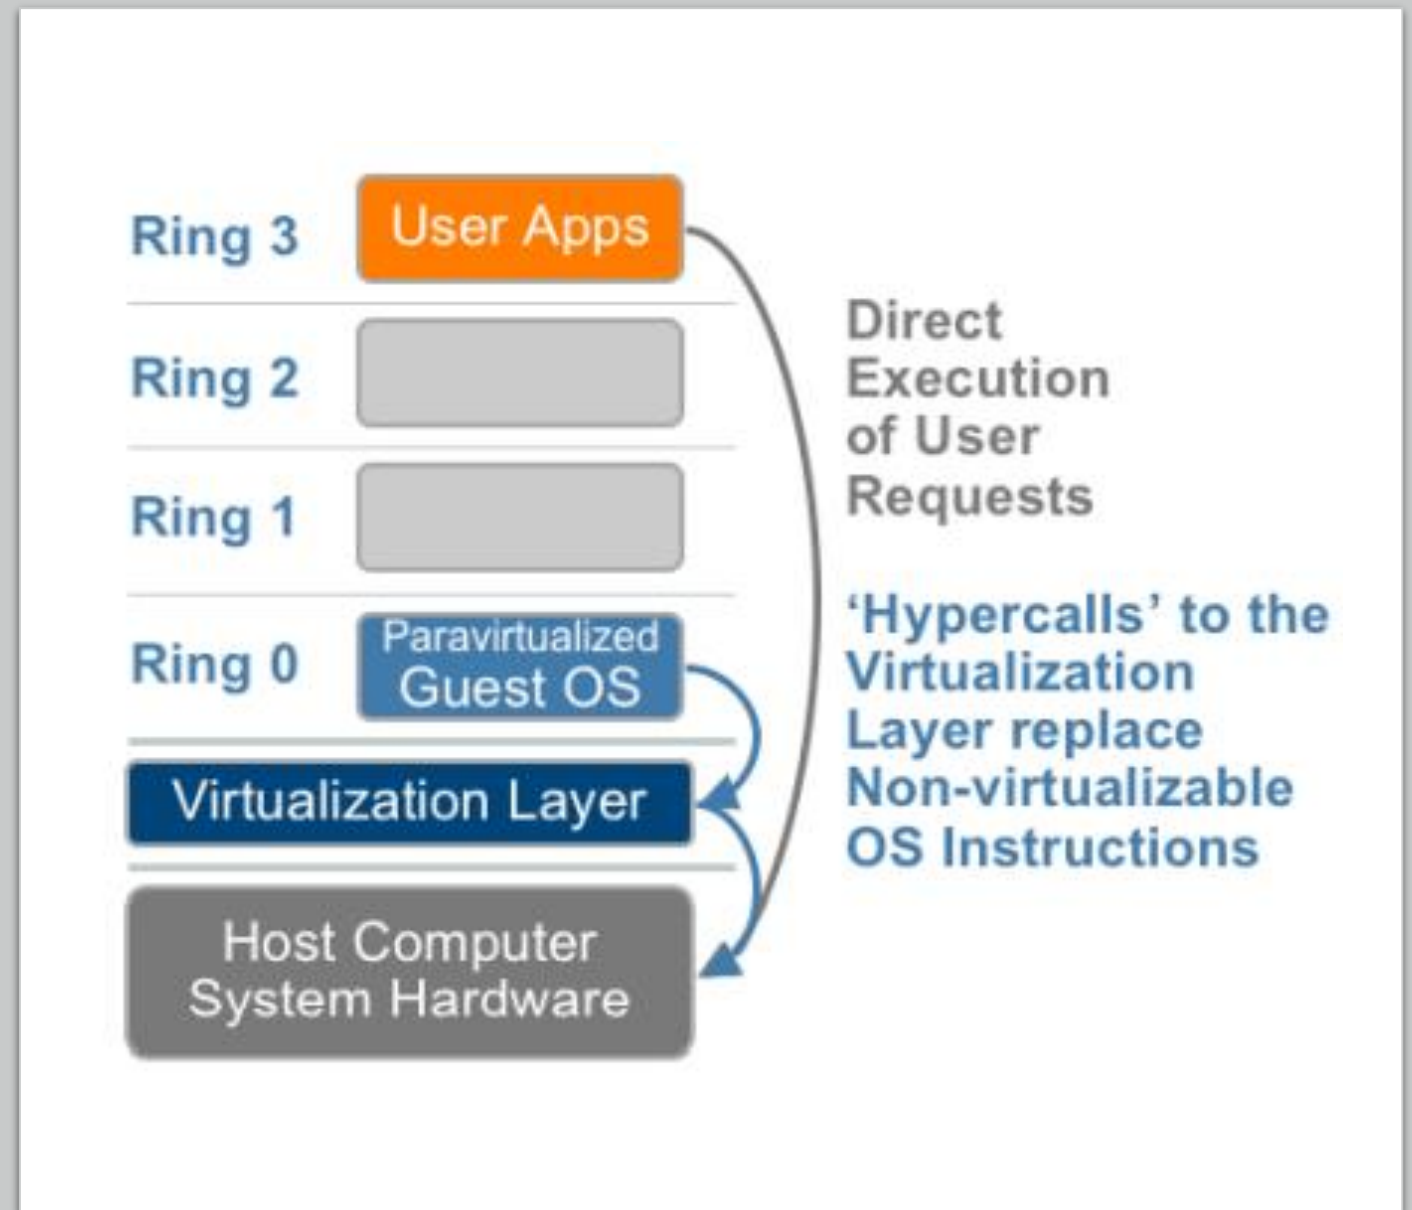 Ring 3
User Apps
Ring 2
Ring 1
Ring 0
Paravirtualized
Guest OS
Virtualization Layer
Host Computer
System Hardware
Direct
Execution
of User
Requests
‘Hypercalls’ to the
Virtualization
Layer replace
Non-virtualizable
OS Instructions